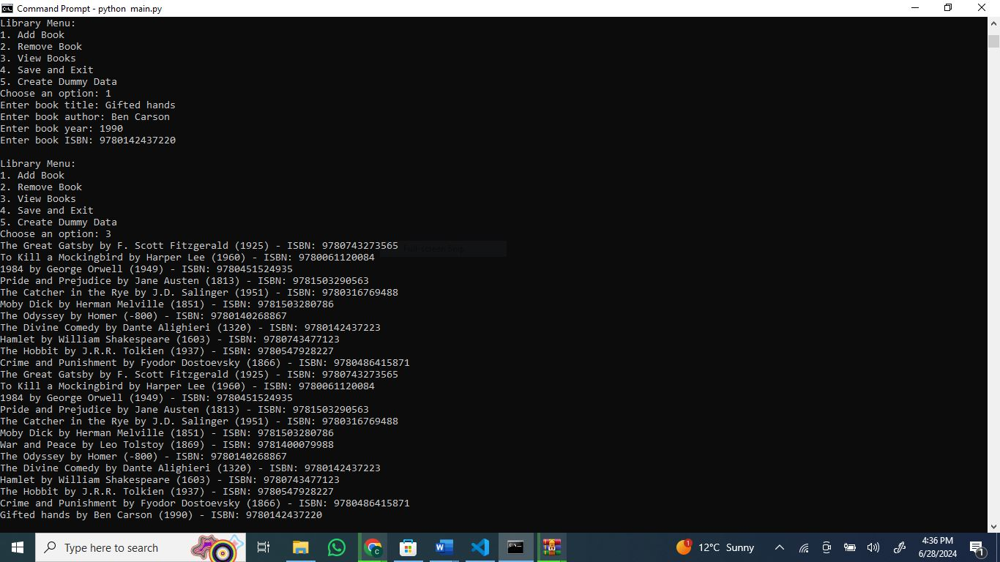 Command Prompt - python  main.py
Library Menu:
1. Add Book
2. Remove Book
3. View Books
4. Save and Exit
5. Create Dummy Data
Choose an option: 1
Enter book title: Gifted hands
Enter book author: Ben Carson
Enter book year: 1990
Enter book ISBN: 9780142437220
Library Menu:
1. Add Book
2. Remove Book
3. View Books
4. Save and Exit
5. Create Dummy Data
Choose an option: 3
The Great Gatsby by F. Scott Fitzgerald (1925) - ISBN: 9780743273565
Full-screen Snip
To Kill a Mockingbird by Harper Lee (1960) - ISBN: 9780061120084
1984 by George Orwell (1949) - ISBN: 9780451524935
Pride and Prejudice by Jane Austen (1813) - ISBN: 9781503290563
The Catcher in the Rye by J.D. Salinger (1951) - ISBN: 9780316769488
Moby Dick by Herman Melville (1851) - ISBN: 9781503280786
The Odyssey by Homer (-800) - ISBN: 9780140268867
The Divine Comedy by Dante Alighieri (1320) - ISBN: 9780142437223
Hamlet by William Shakespeare (1603) - ISBN: 9780743477123
The Hobbit by J.R.R. Tolkien (1937) - ISBN: 9780547928227
Crime and Punishment by Fyodor Dostoevsky (1866) - ISBN: 9780486415871
The Great Gatsby by F. Scott Fitzgerald (1925) - ISBN: 9780743273565
To Kill a Mockingbird by Harper Lee (1960) - ISBN: 9780061120084
1984 by George Orwell (1949) - ISBN: 9780451524935
Pride and Prejudice by Jane Austen (1813) - ISBN: 9781503290563
The Catcher in the Rye by J.D. Salinger (1951) - ISBN: 9780316769488
Moby Dick by Herman Melville (1851) - ISBN: 9781503280786
War and Peace by Leo Tolstoy (1869) - ISBN: 9781400079988
The Odyssey by Homer (-800) - ISBN: 9780140268867
The Divine Comedy by Dante Alighieri (1320) - ISBN: 9780142437223
Hamlet by William Shakespeare (1603) - ISBN: 9780743477123
The Hobbit by J.R.R. Tolkien (1937) - ISBN: 9780547928227
Crime and Punishment by Fyodor Dostoevsky (1866) - ISBN: 9780486415871
Gifted hands by Ben Carson (1990) - ISBN: 9780142437220
Type here to search
1
12°C Sunny
4:36 PM
6/28/2024
1